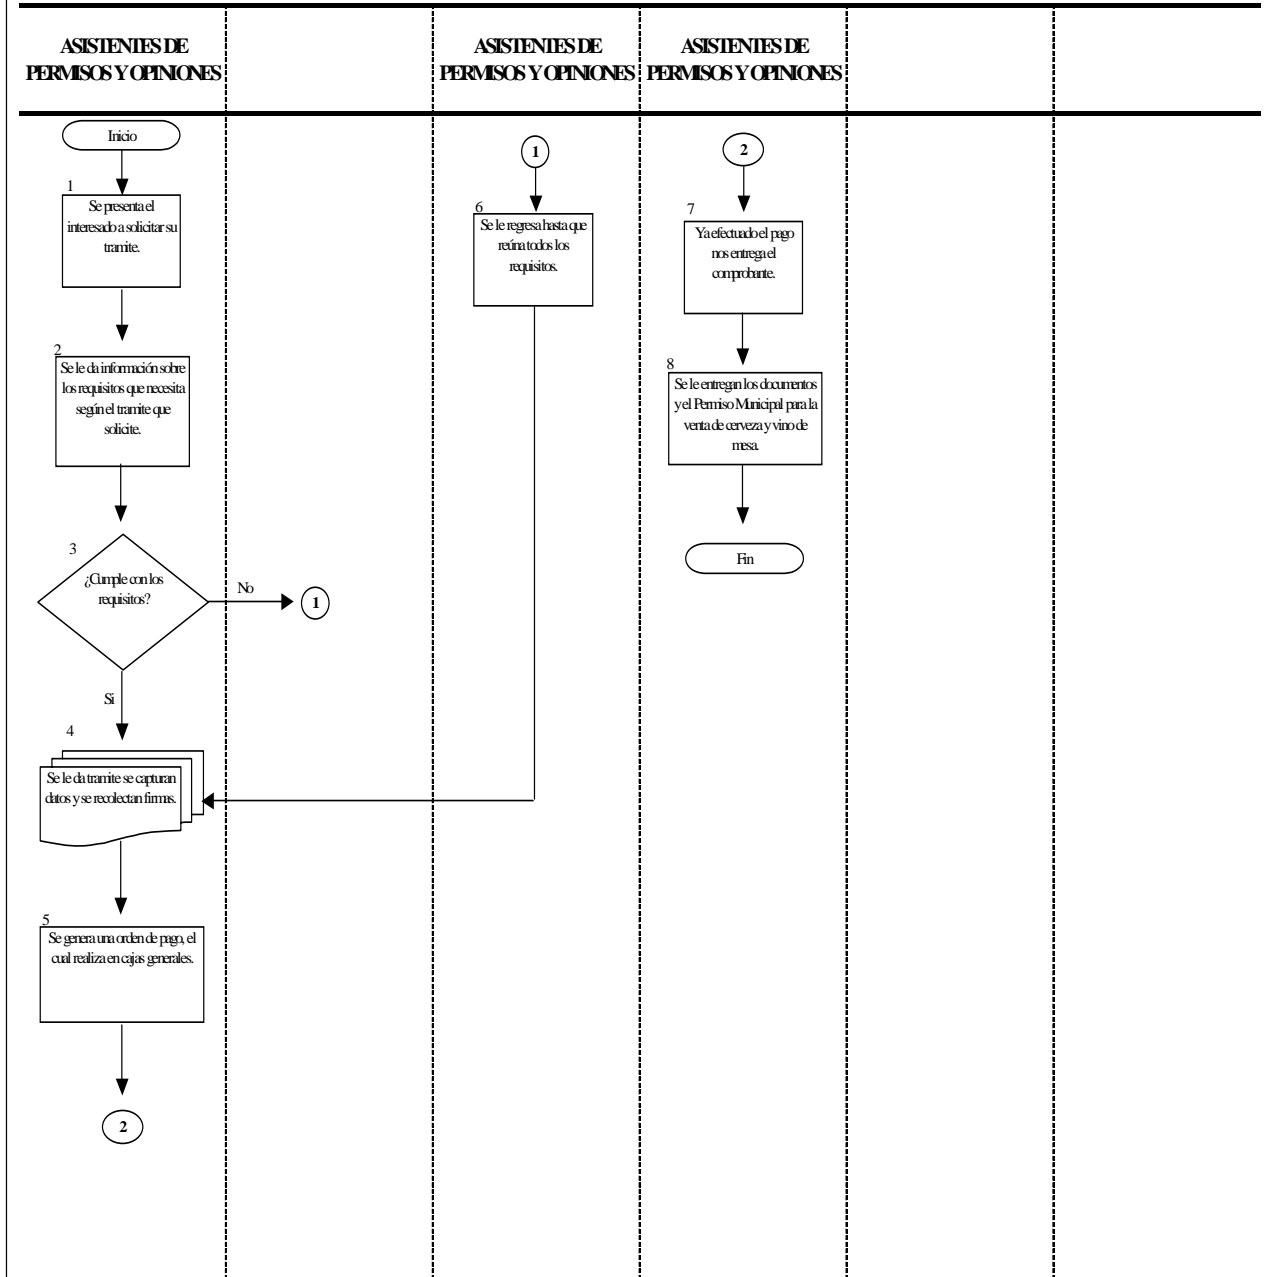 ASISTENTES DE
PERMISOS Y OPINIONES
ASISTENTES DE
PERMISOS Y OPINIONES
ASISTENTES DE
PERMISOS Y OPINIONES
Inicio
1
Se presenta el
interesado a solicitar su
tramite.
2
Se le da información sobre
los requisitos que necesita
según el tramite que
solicite.
3
¿Cumple con los
requisitos?
No
1
Si
4
Se le da tramite se capturan
datos y se recolectan firmas.
5
Se genera una orden de pago, el
cual realiza en cajas generales.
2
1
6
Se le regresa hasta que
reúna todos los
requisitos.
2
7
Ya efectuado el pago
nos entrega el
comprobante.
8
Se le entregan los documentos
y el Permiso Municipal para la
venta de cerveza y vino de
mesa.
Fin